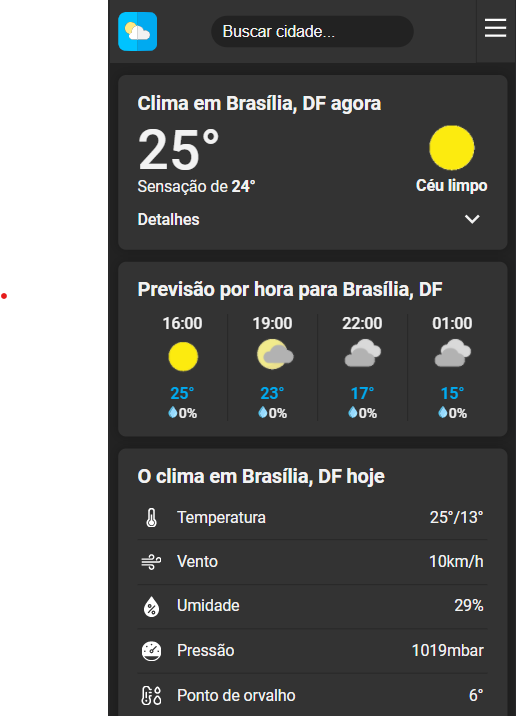 Buscar cidade...
Clima em Brasília, DF agora
25°
Sensação de 24°
Céu limpo
Detalhes
Previsão por hora para Brasília, DF
16:00 19:00 22:00 01:00
25° 23° 17° 15°
0% 0% 0% 0%
O clima em Brasília, DF hoje
Temperatura 25°/13°
Vento 10km/h
Umidade 29%
Pressão 1019mbar
Ponto de orvalho 6°